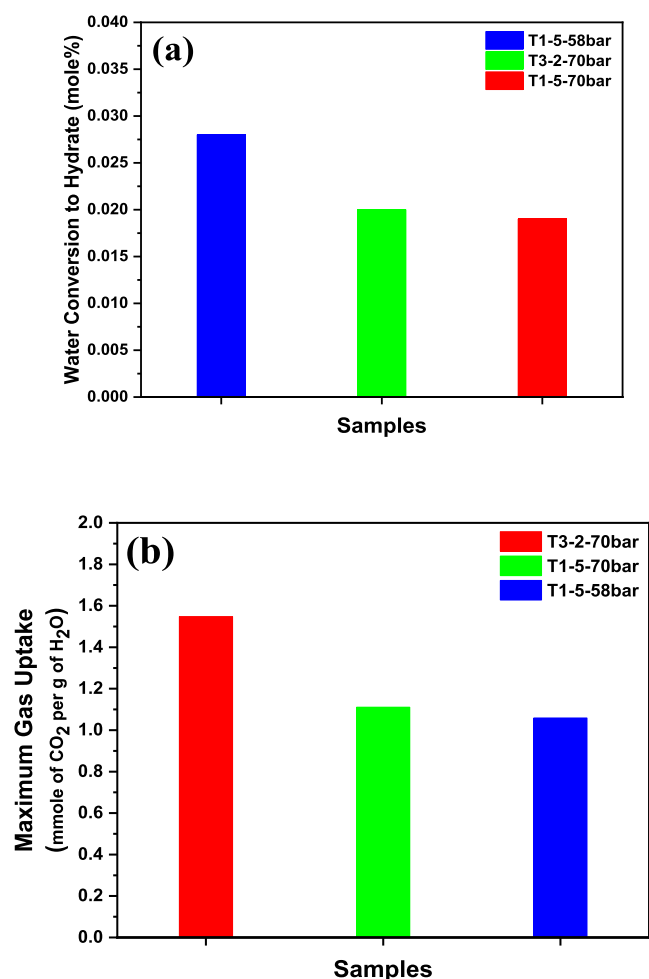 (a)
T1-5-58bar
T3-2-70bar
T1-5-70bar
Water Conversion to Hydrate (mole%)
0.040
0.035
0.030
0.025
0.020
0.015
0.010
0.005
0.000
Samples
(b)
T3-2-70bar
T1-5-70bar
T1-5-58bar
Maximum Gas Uptake
(mmole of CO2 per g of H2O)
2.0
1.8
1.6
1.4
1.2
1.0
0.8
0.6
0.4
0.2
0.0
Samples